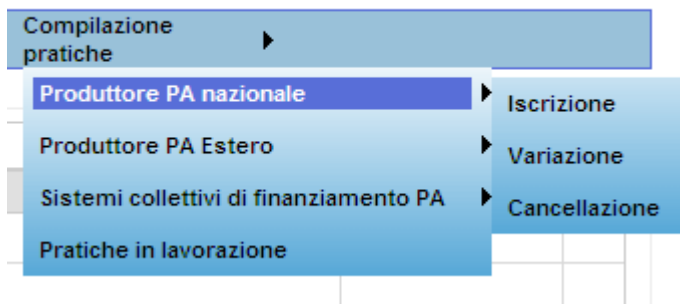 Compilazione
pratiche
Produttore PA nazionale
Iscrizione
Produttore PA Estero
Variazione
Sistemi collettivi di finanziamento PA
Cancellazione
Pratiche in lavorazione